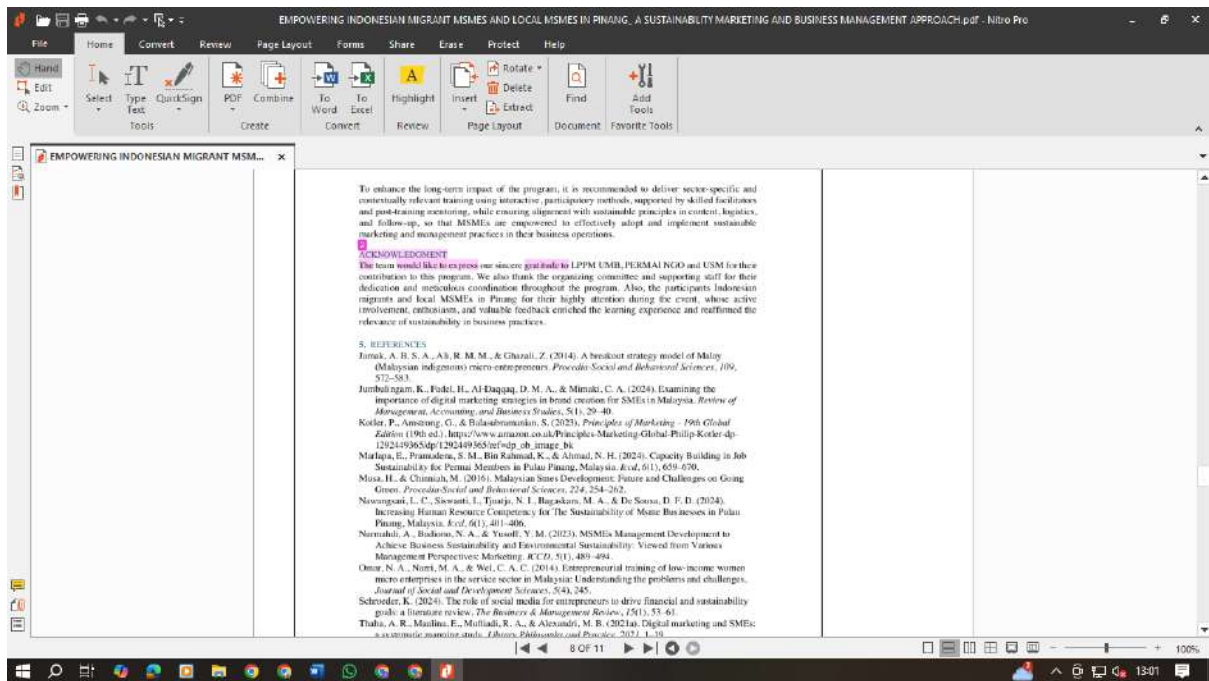 EMPOWERING INDONESIAN MIGRANT MSMES AND LOCAL MSMES IN PINANG_ A SUSTAINABILITY MARKETING AND BUSINESS MANAGEMENT APPROACH.pdf - Nitro Pro
File Home Convert Review Page Layout Forms Share Erase Protect Help
Hand
Edit
Zoom
Select
Type Text
QuickSign
Tools
PDF
Combine
Create
To Word
To Excel
Convert
Highlight
Review
Insert
Rotate
Delete
Extract
Page Layout
Find
Document
Add Tools
Favorite Tools
EMPOWERING INDONESIAN MIGRANT MSM... x
To enhance the long-term impact of the program, it is recommended to deliver sector-specific and
contextually relevant training using interactive, participatory methods, supported by skilled facilitators
and post-training mentoring, while ensuring alignment with sustainable principles in content, logistics,
and follow-up, so that MSMEs are empowered to effectively adopt and implement sustainable
marketing and management practices in their business operations.
ACKNOWLEDGMENT
The team would like to express our sincere gratitude to LPPM UMB, PERMAI NGO and USM for their
contribution to this program. We also thank the organizing committee and supporting staff for their
dedication and meticulous coordination throughout the program. Also, the participants Indonesian
migrants and local MSMEs in Pinang for their highly attention during the event, whose active
involvement, enthusiasm, and valuable feedback enriched the learning experience and reaffirmed the
relevance of sustainability in business practices.
5. REFERENCES
Jamak, A. B. S. A., Ali, R. M. M., & Ghazali, Z. (2014). A breakout strategy model of Malay
(Malaysian indigenous) micro-entrepreneurs. Procedia-Social and Behavioral Sciences, 109,
572–583.
Jumbulingam, K., Fadel, H., Al-Daqqaq, D. M. A., & Mimaki, C. A. (2024). Examining the
importance of digital marketing strategies in brand creation for SMEs in Malaysia. Review of
Management, Accounting, and Business Studies, 5(1), 29–40.
Kotler, P., Amstrong, G., & Balasubramanian, S. (2023). Principles of Marketing - 19th Global
Edition (19th ed.). https://www.amazon.co.uk/Principles-Marketing-Global-Philip-Kotler-dp-
1292449365/dp/1292449365/ref=dp_ob_image_bk
Marlapa, E., Pramudena, S. M., Bin Rahmad, K., & Ahmad, N. H. (2024). Capacity Building in Job
Sustainability for Permai Members in Pulau Pinang, Malaysia. Iccd, 6(1), 659–670.
Musa, H., & Chinniah, M. (2016). Malaysian Smes Development: Future and Challenges on Going
Green. Procedia-Social and Behavioral Sciences, 224, 254–262.
Nawangsari, L. C., Siswanti, I., Tjuatja, N. I., Bagaskara, M. A., & De Sousa, D. F. D. (2024).
Increasing Human Resource Competency for The Sustainability of Msme Businesses in Pulau
Pinang, Malaysia. Iccd, 6(1), 401–406.
Nurmahdi, A., Budiono, N. A., & Yusoff, Y. M. (2023). MSMEs Management Development to
Achieve Business Sustainability and Environmental Sustainability: Viewed from Various
Management Perspectives: Marketing. ICCD, 5(1), 489–494.
Omar, N. A., Nazri, M. A., & Wel, C. A. C. (2014). Entrepreneurial training of low-income women
micro enterprises in the service sector in Malaysia: Understanding the problems and challenges.
Journal of Social and Development Sciences, 5(4), 245.
Schroeder, K. (2024). The role of social media for entrepreneurs to drive financial and sustainability
goals: a literature review. The Business & Management Review, 15(1), 53–61.
Thaha, A. R., Maulina, E., Muftiadi, R. A., & Alexandri, M. B. (2021a). Digital marketing and SMEs:
a systematic mapping study. Library Philosophy and Practice, 2021, 1–19.
8 OF 11
100%
13:01